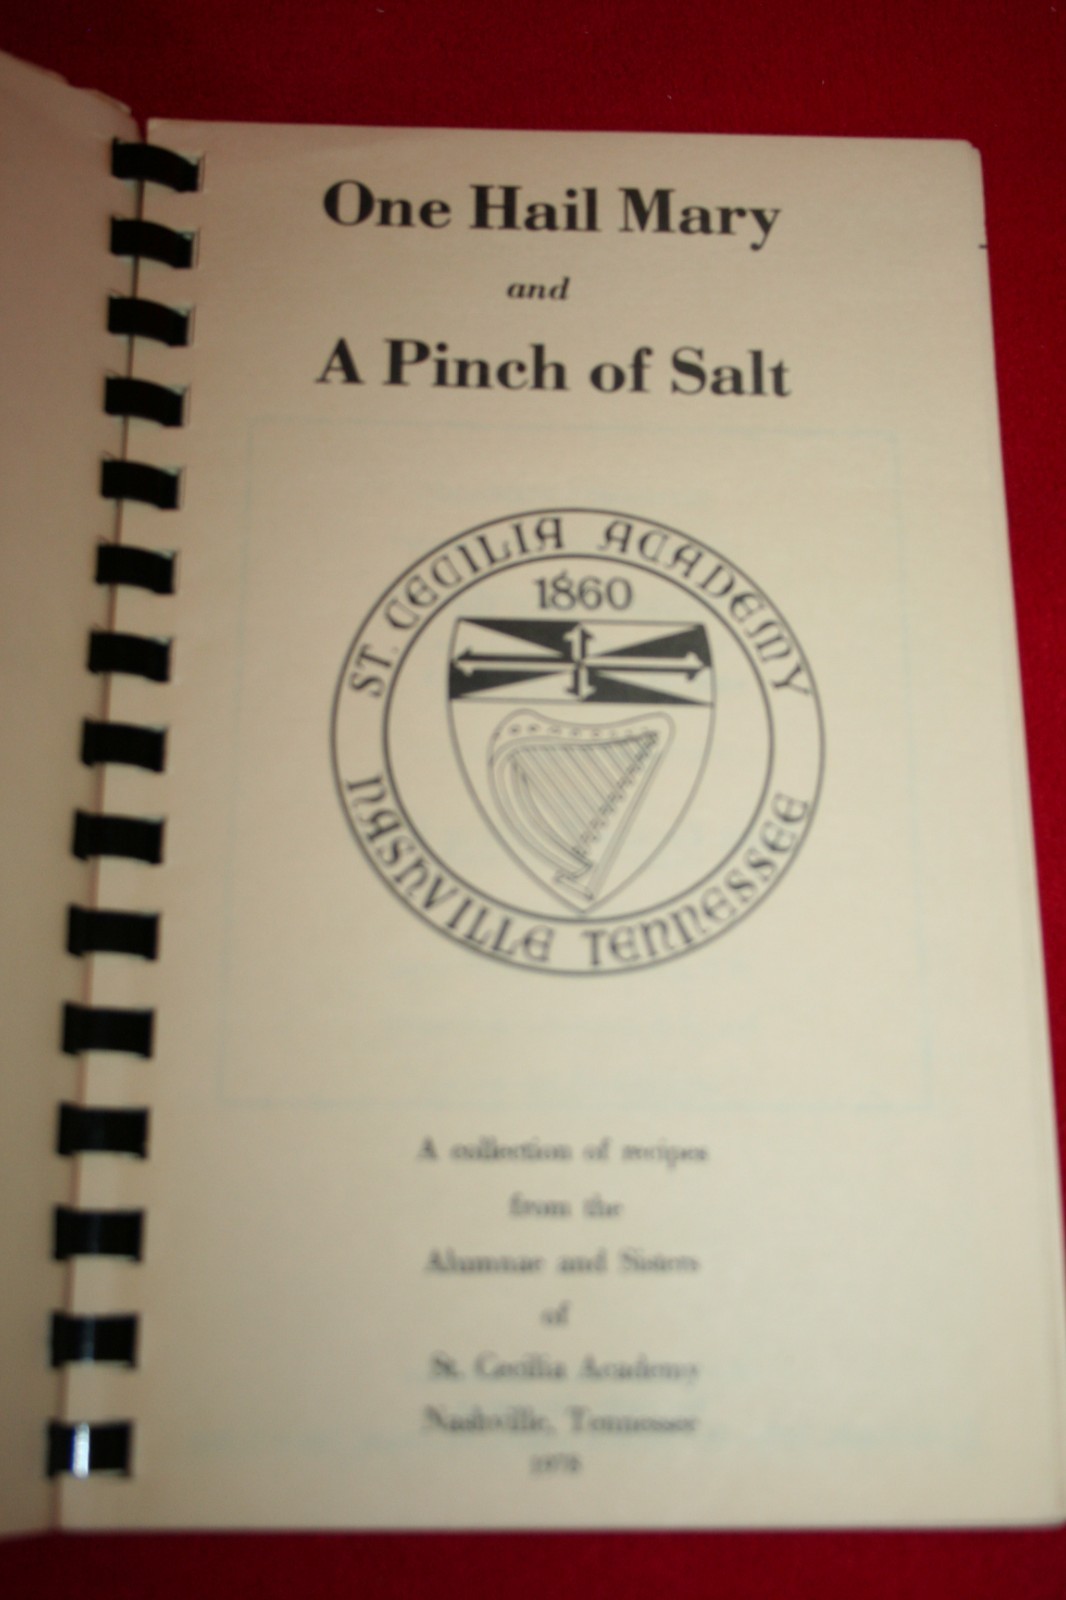 One Hail Mary
and
A Pinch of Salt
ST. CECILIA ACADEMY
1860
NASHVILLE TENNESSEE
A collection of recipes
from the
Alumnae and Sisters
of
St. Cecilia Academy
Nashville, Tennessee